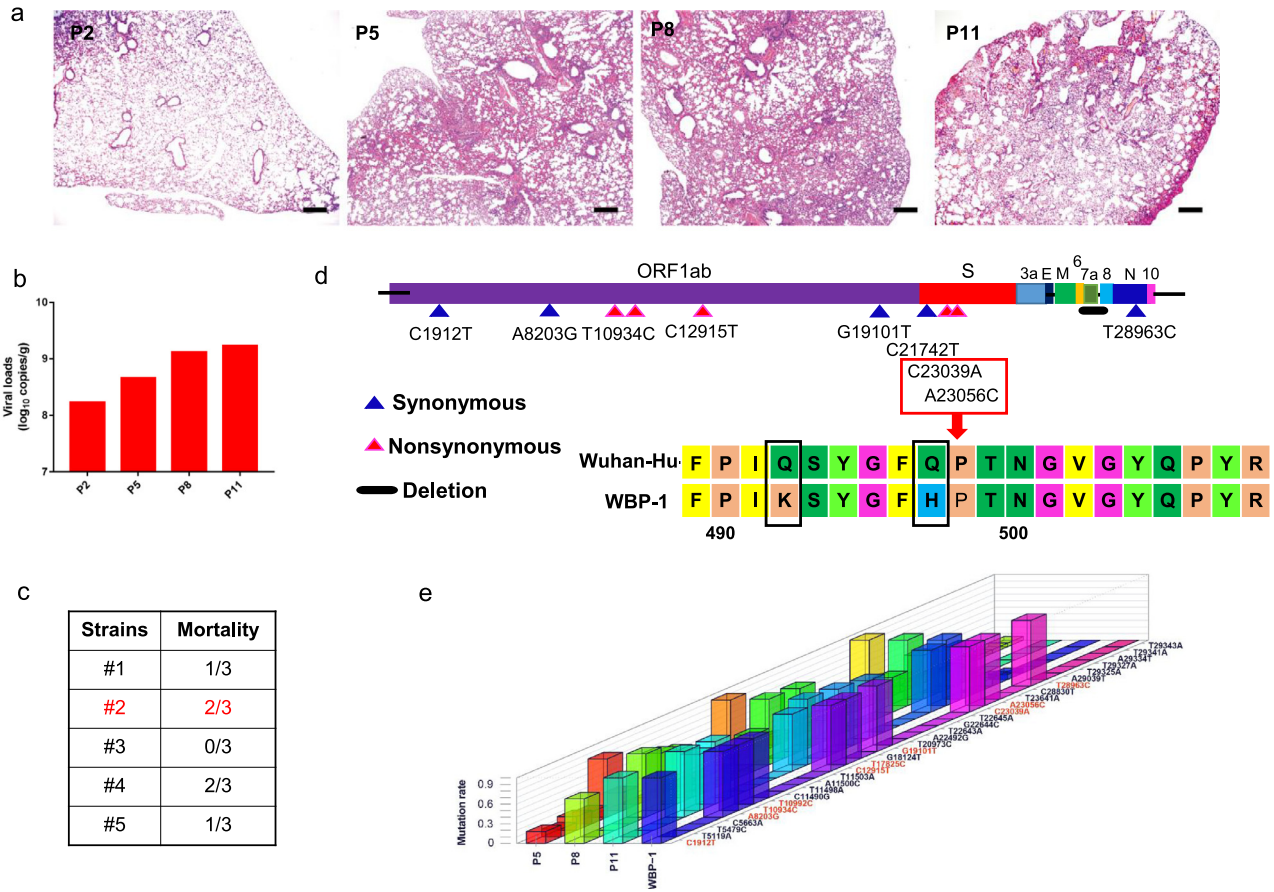 a
P2
P5
P8
P11
b
Viral loads
(log10 copies/g)
10
9
8
7
P2
P5
P8
P11
d
ORF1ab
S
3a
E
M
6
7a
8
N
10
C1912T
A8203G
T10934C
C12915T
G19101T
C21742T
T28963C
C23039A
A23056C
Synonymous
Nonsynonymous
Deletion
Wuhan-Hu-
F P I Q S Y G F Q P T N G V G Y Q P Y R
WBP-1
F P I K S Y G F H P T N G V G Y Q P Y R
490
500
c
Strains Mortality
#1 1/3
#2 2/3
#3 0/3
#4 2/3
#5 1/3
e
Mutation rate
0.9
0.6
0.3
0
P5
P8
P11
WBP-1
C1912T
T5119A
T5479C
C5663A
A8203G
T10934C
T10992C
C11490G
T11498A
A11500C
T11503A
C12915T
T17825C
G18124T
G19101T
T20973C
A22492G
T22643A
G22644C
T22645A
C23039A
A23056C
T23641A
C28830T
T28963C
A29039T
T29325A
T29327A
A29334T
T29341A
T29343A